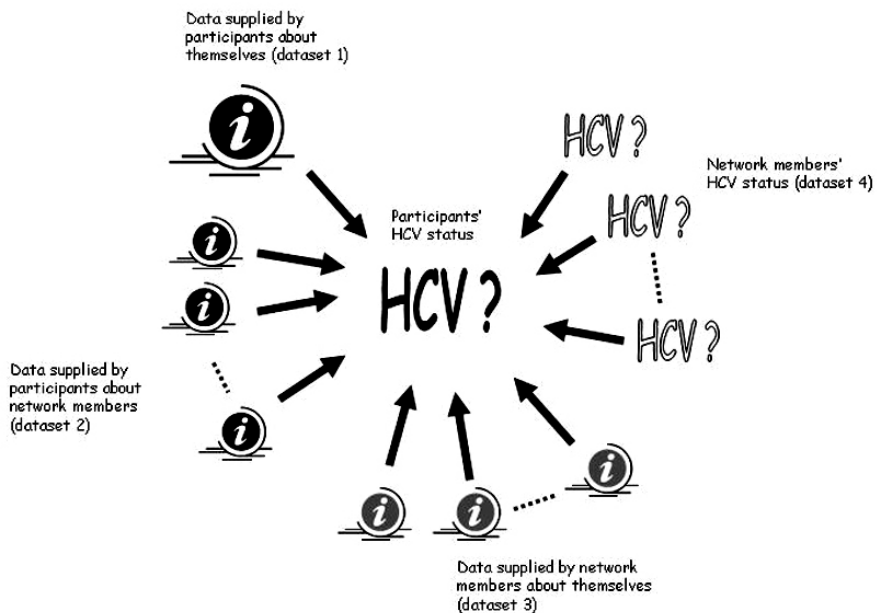 Data supplied by
participants about
themselves (dataset 1)
i
HCV ?
Network members'
HCV status (dataset 4)
HCV ?
Participants'
HCV status
i
HCV ?
i
HCV ?
Data supplied by
participants about
network members
(dataset 2)
i
i
i
i
Data supplied by network
members about themselves
(dataset 3)